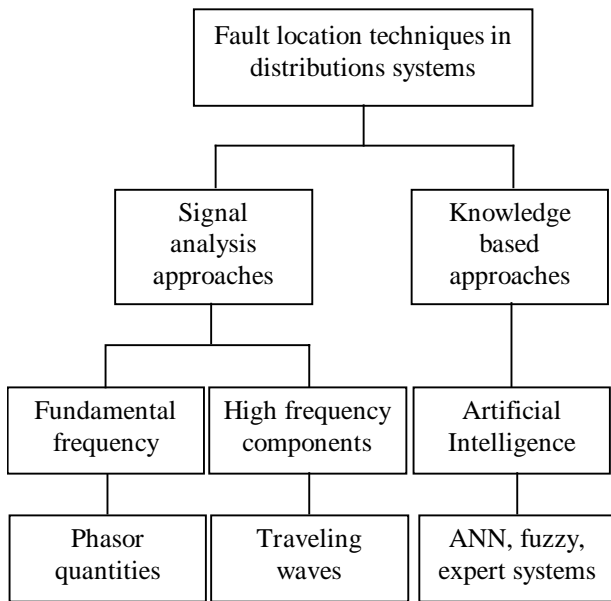 Fault location techniques in
distributions systems
Signal
analysis
approaches
Knowledge
based
approaches
Fundamental
frequency
High frequency
components
Artificial
Intelligence
Phasor
quantities
Traveling
waves
ANN, fuzzy,
expert systems